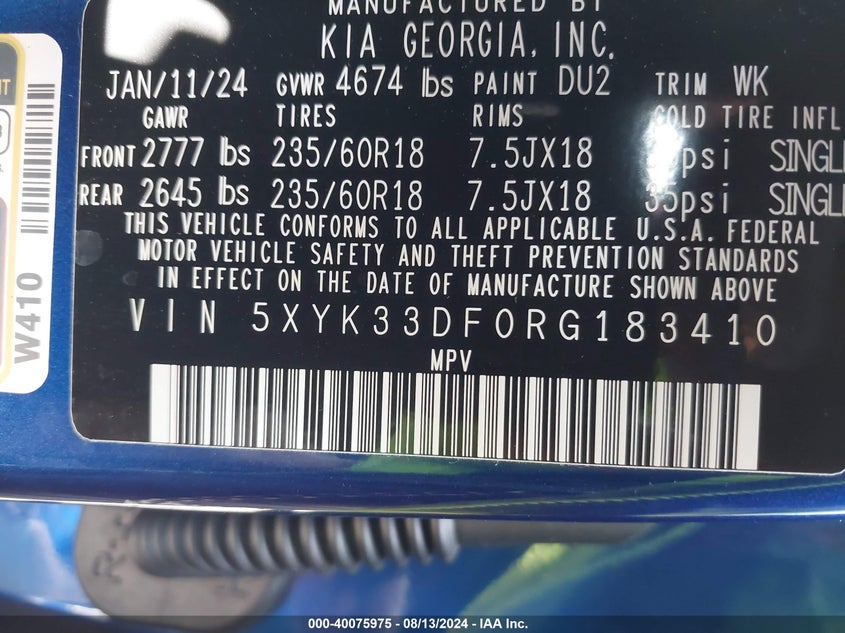 MANUFACTURED BY
KIA GEORGIA, INC.
JAN/11/24 GVWR 4674 lbs PAINT DU2 TRIM WK
GAWR TIRES RIMS COLD TIRE INFL
FRONT 2777 lbs 235/60R18 7.5JX18 psi SINGL
REAR 2645 lbs 235/60R18 7.5JX18 35psi SINGL
THIS VEHICLE CONFORMS TO ALL APPLICABLE U.S.A. FEDERAL
MOTOR VEHICLE SAFETY AND THEFT PREVENTION STANDARDS
IN EFFECT ON THE DATE OF MANUFACTURE SHOWN ABOVE
VIN 5XYK33DF0RG183410
MPV
W410
000-40075975 - 08/13/2024 - IAA Inc.